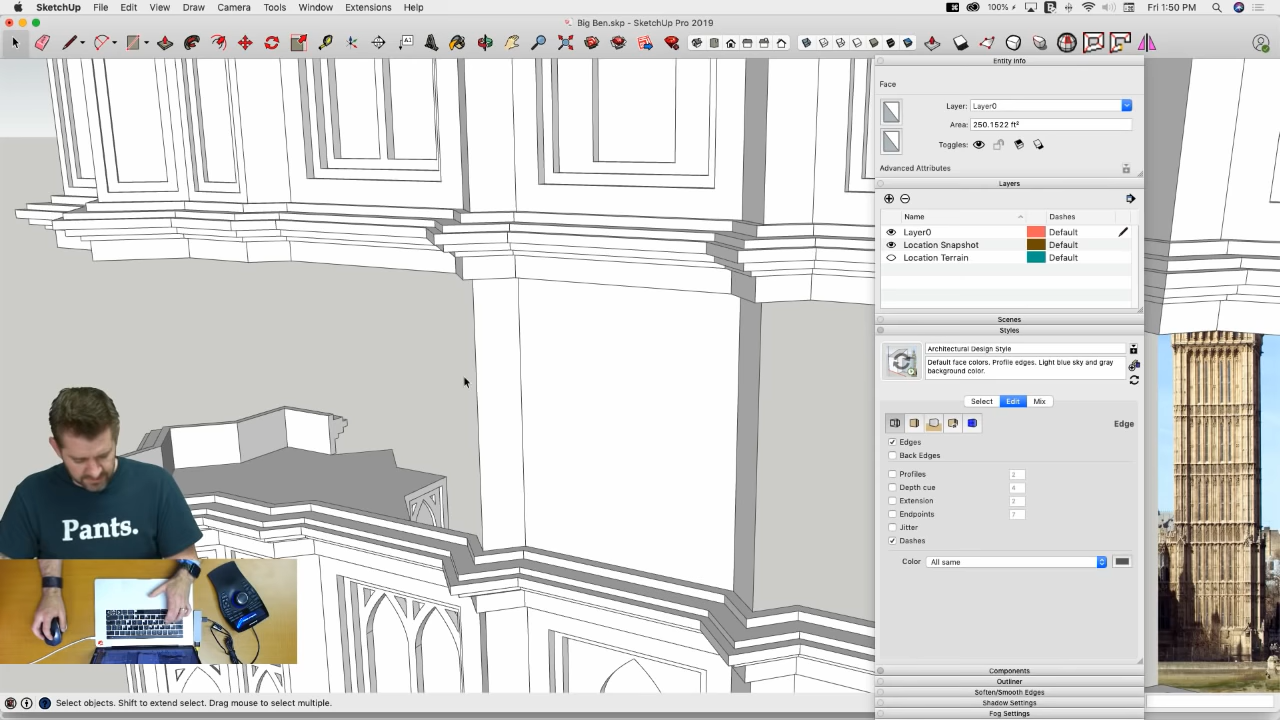 SketchUp File Edit View Draw Camera Tools Window Extensions Help 100% Fri 1:50 PM
Big Ben.skp - SketchUp Pro 2019
Entity Info
Face
Layer: Layer0
Area: 250.1522 ft²
Toggles:
Advanced Attributes
Layers
Name Dashes
Layer0 Default
Location Snapshot Default
Location Terrain Default
Scenes
Styles
Architectural Design Style
Default face colors. Profile edges. Light blue sky and gray
background color.
Select Edit Mix
Edge
Edges
Back Edges
Profiles 2
Depth cue 4
Extension 2
Endpoints 7
Jitter
Dashes
Color All same
Components
Outliner
Soften/Smooth Edges
Shadow Settings
Fog Settings
Pants.
Select objects. Shift to extend select. Drag mouse to select multiple.